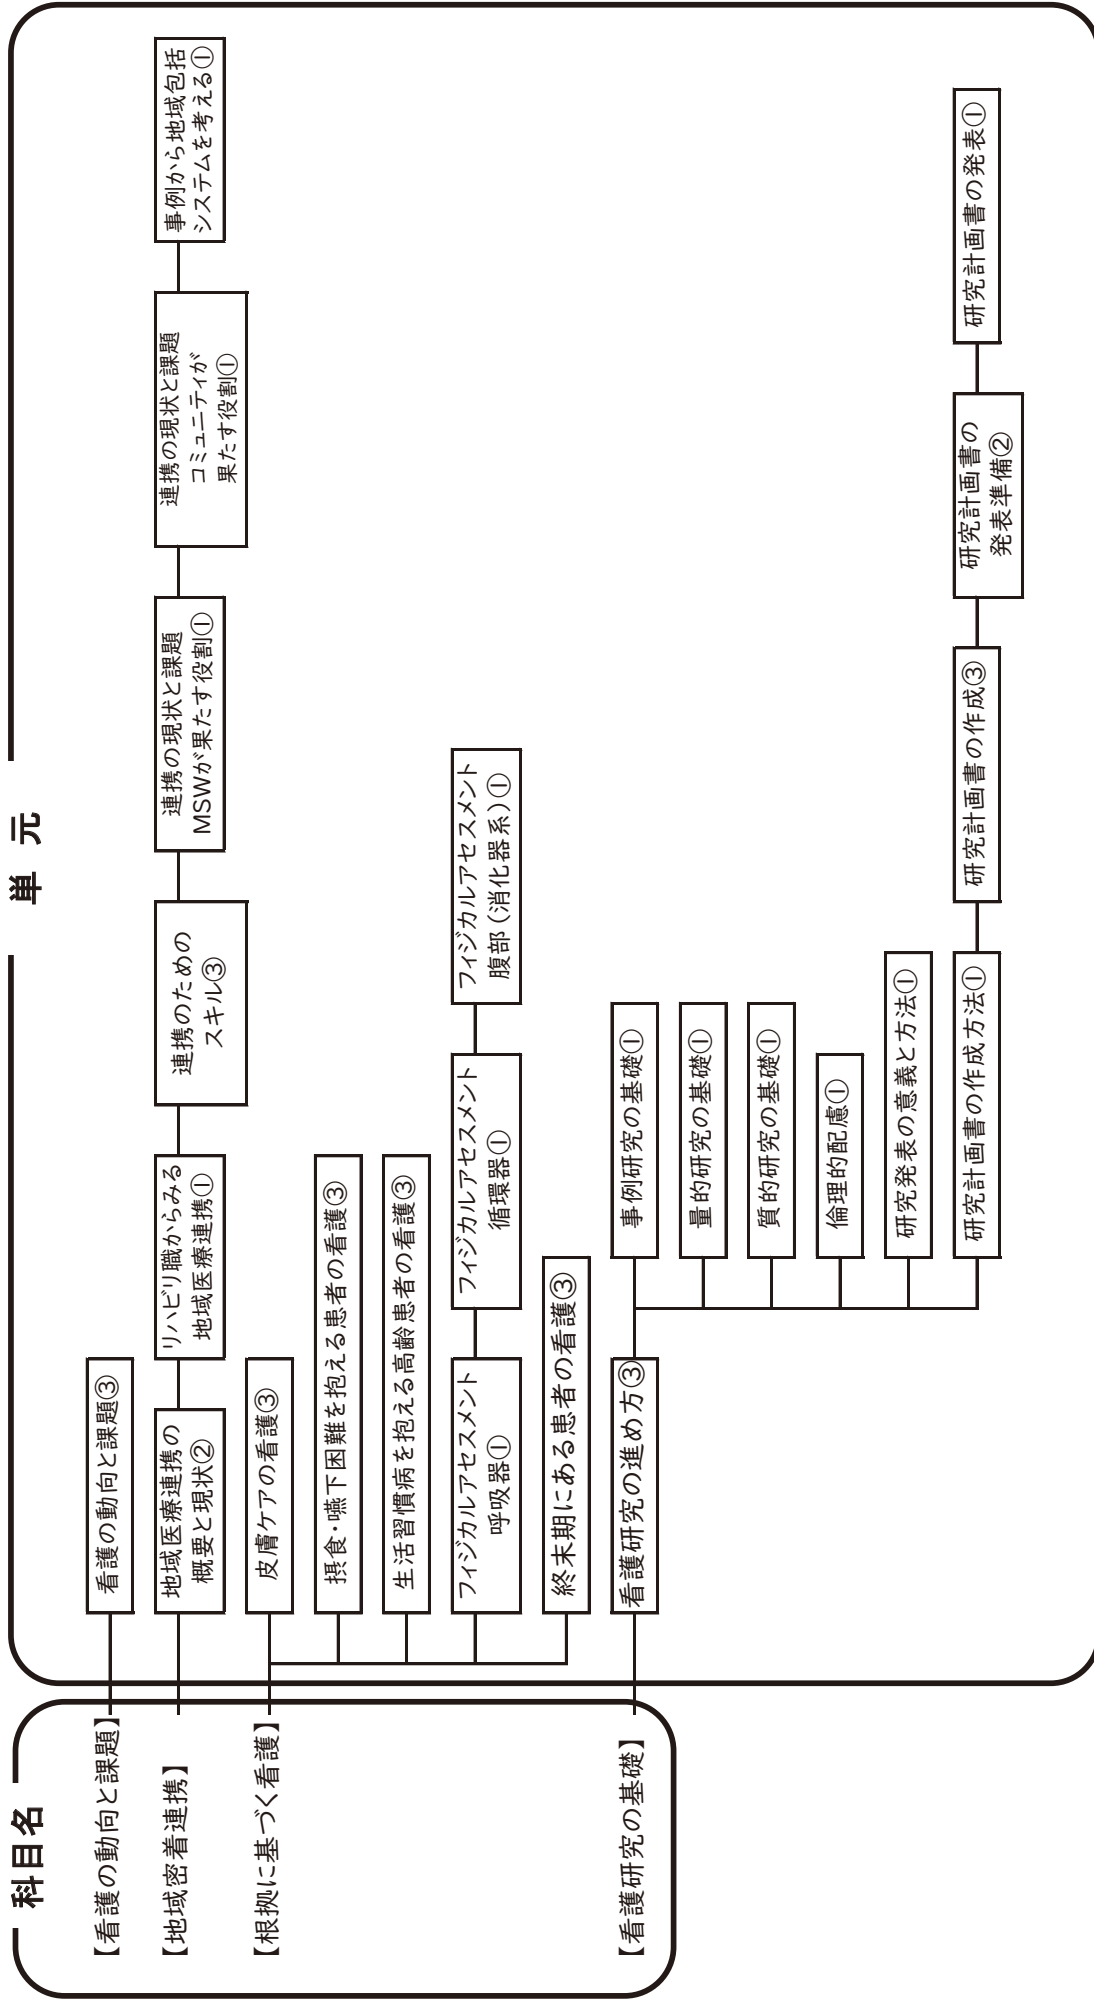 科目名
単元
【看護の動向と課題】
看護の動向と課題③
【地域密着連携】
地域医療連携の
概要と現状②
リハビリ職からみる
地域医療連携①
連携のための
スキル③
連携の現状と課題
MSWが果たす役割①
連携の現状と課題
コミュニティが
果たす役割①
事例から地域包括
システムを考える①
【根拠に基づく看護】
皮膚ケアの看護③
摂食・嚥下困難を抱える患者の看護③
生活習慣病を抱える高齢患者の看護③
フィジカルアセスメント
呼吸器①
フィジカルアセスメント
循環器①
フィジカルアセスメント
腹部（消化器系）①
終末期にある患者の看護③
【看護研究の基礎】
看護研究の進め方③
事例研究の基礎①
量的研究の基礎①
質的研究の基礎①
倫理的配慮①
研究発表の意義と方法①
研究計画書の作成方法①
研究計画書の作成③
研究計画書の
発表準備②
研究計画書の発表①